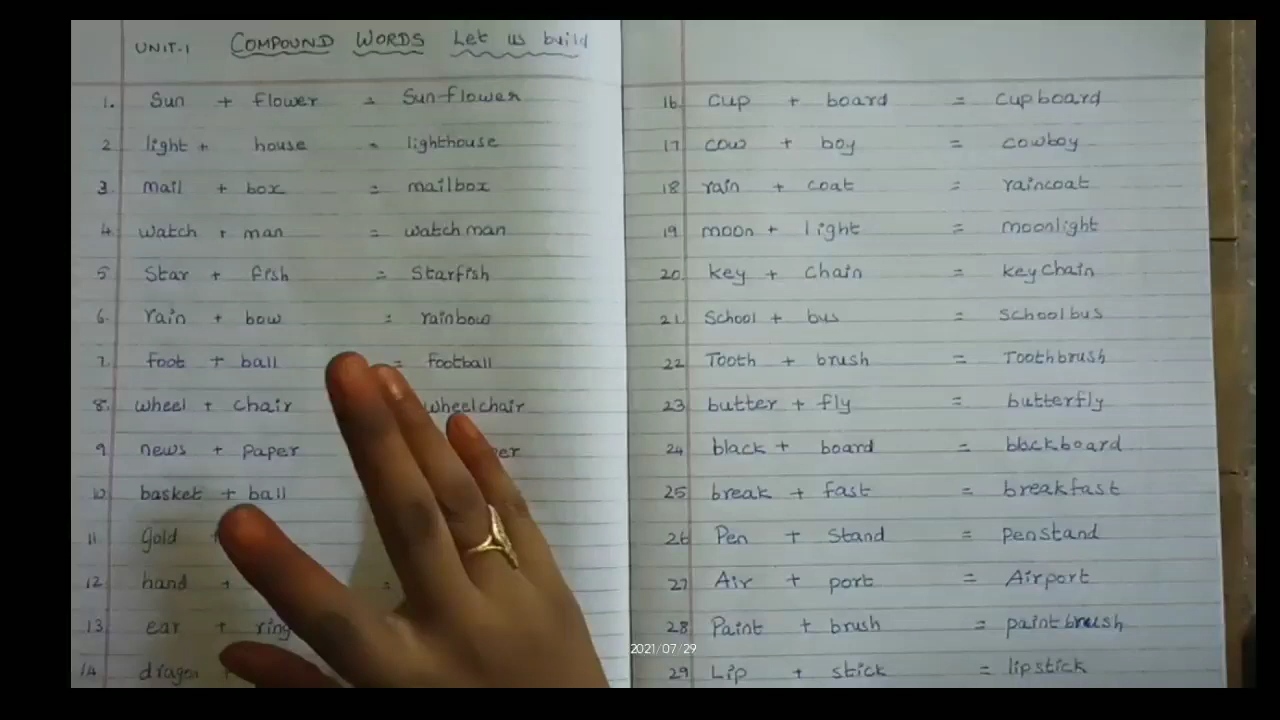 UNIT-1 COMPOUND WORDS Let us build
1. Sun + flower = Sunflower
2 light + house = lighthouse
3. mail + box = mailbox
4. watch + man = watchman
5 Star + fish = Starfish
6. rain + bow = rainbow
7. foot + ball = football
8. wheel + chair wheelchair
9 news + paper per
10. basket + ball
11 gold +
12 hand + =
13 ear + ring
14 dragon +
16. cup + board = cupboard
17 cow + boy = cowboy
18 rain + coat = raincoat
19 moon + light = moonlight
20. key + chain = keychain
21. School + bus = Schoolbus
22 Tooth + brush = Toothbrush
23 butter + fly = butterfly
24 black + board = blackboard
25 break + fast = breakfast
26 Pen + Stand = penstand
27 Air + port = Airport
28 Paint + brush = paintbrush
29 Lip + stick = lipstick
2021/07/29